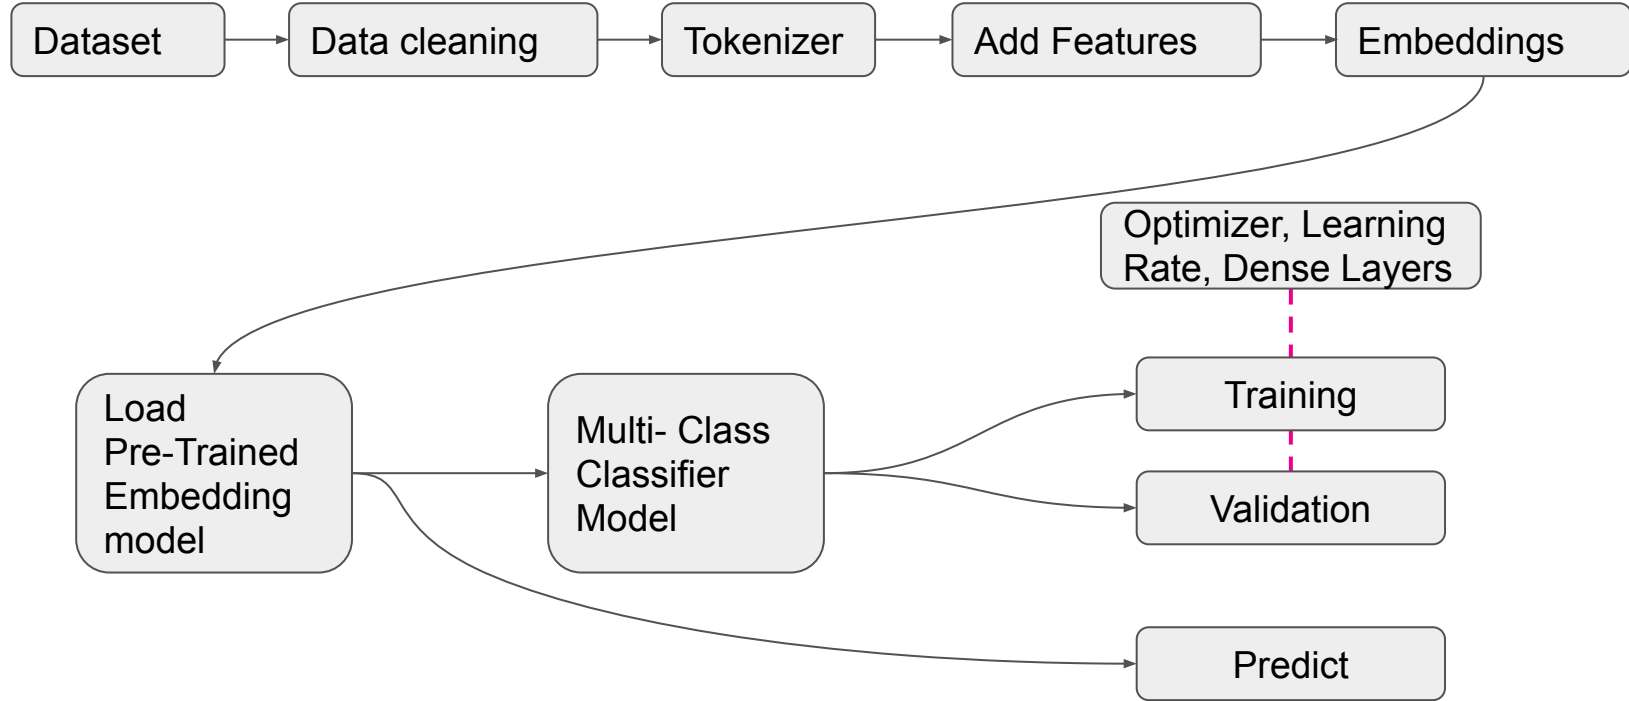 Dataset
Data cleaning
Tokenizer
Add Features
Embeddings
Optimizer, Learning
Rate, Dense Layers
Load
Pre-Trained
Embedding
model
Multi- Class
Classifier
Model
Training
Validation
Predict